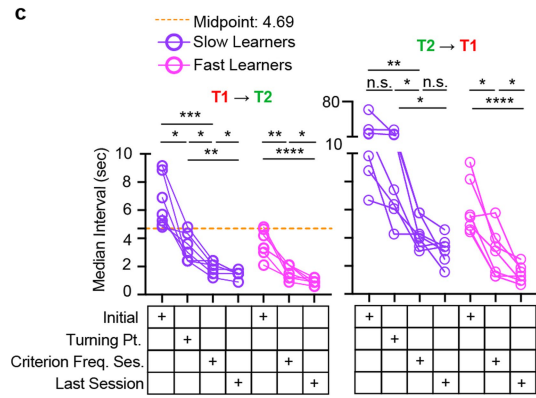 c
Midpoint: 4.69
Slow Learners
Fast Learners
T1 → T2
T2 → T1
*** 
* * *
**
** *
****
**
n.s. * n.s.
*
* *
****
80
10
Median Interval (sec)
10
8
6
4
2
0
Initial + + + +
Turning Pt. + +
Criterion Freq. Ses. + + + +
Last Session + + + +